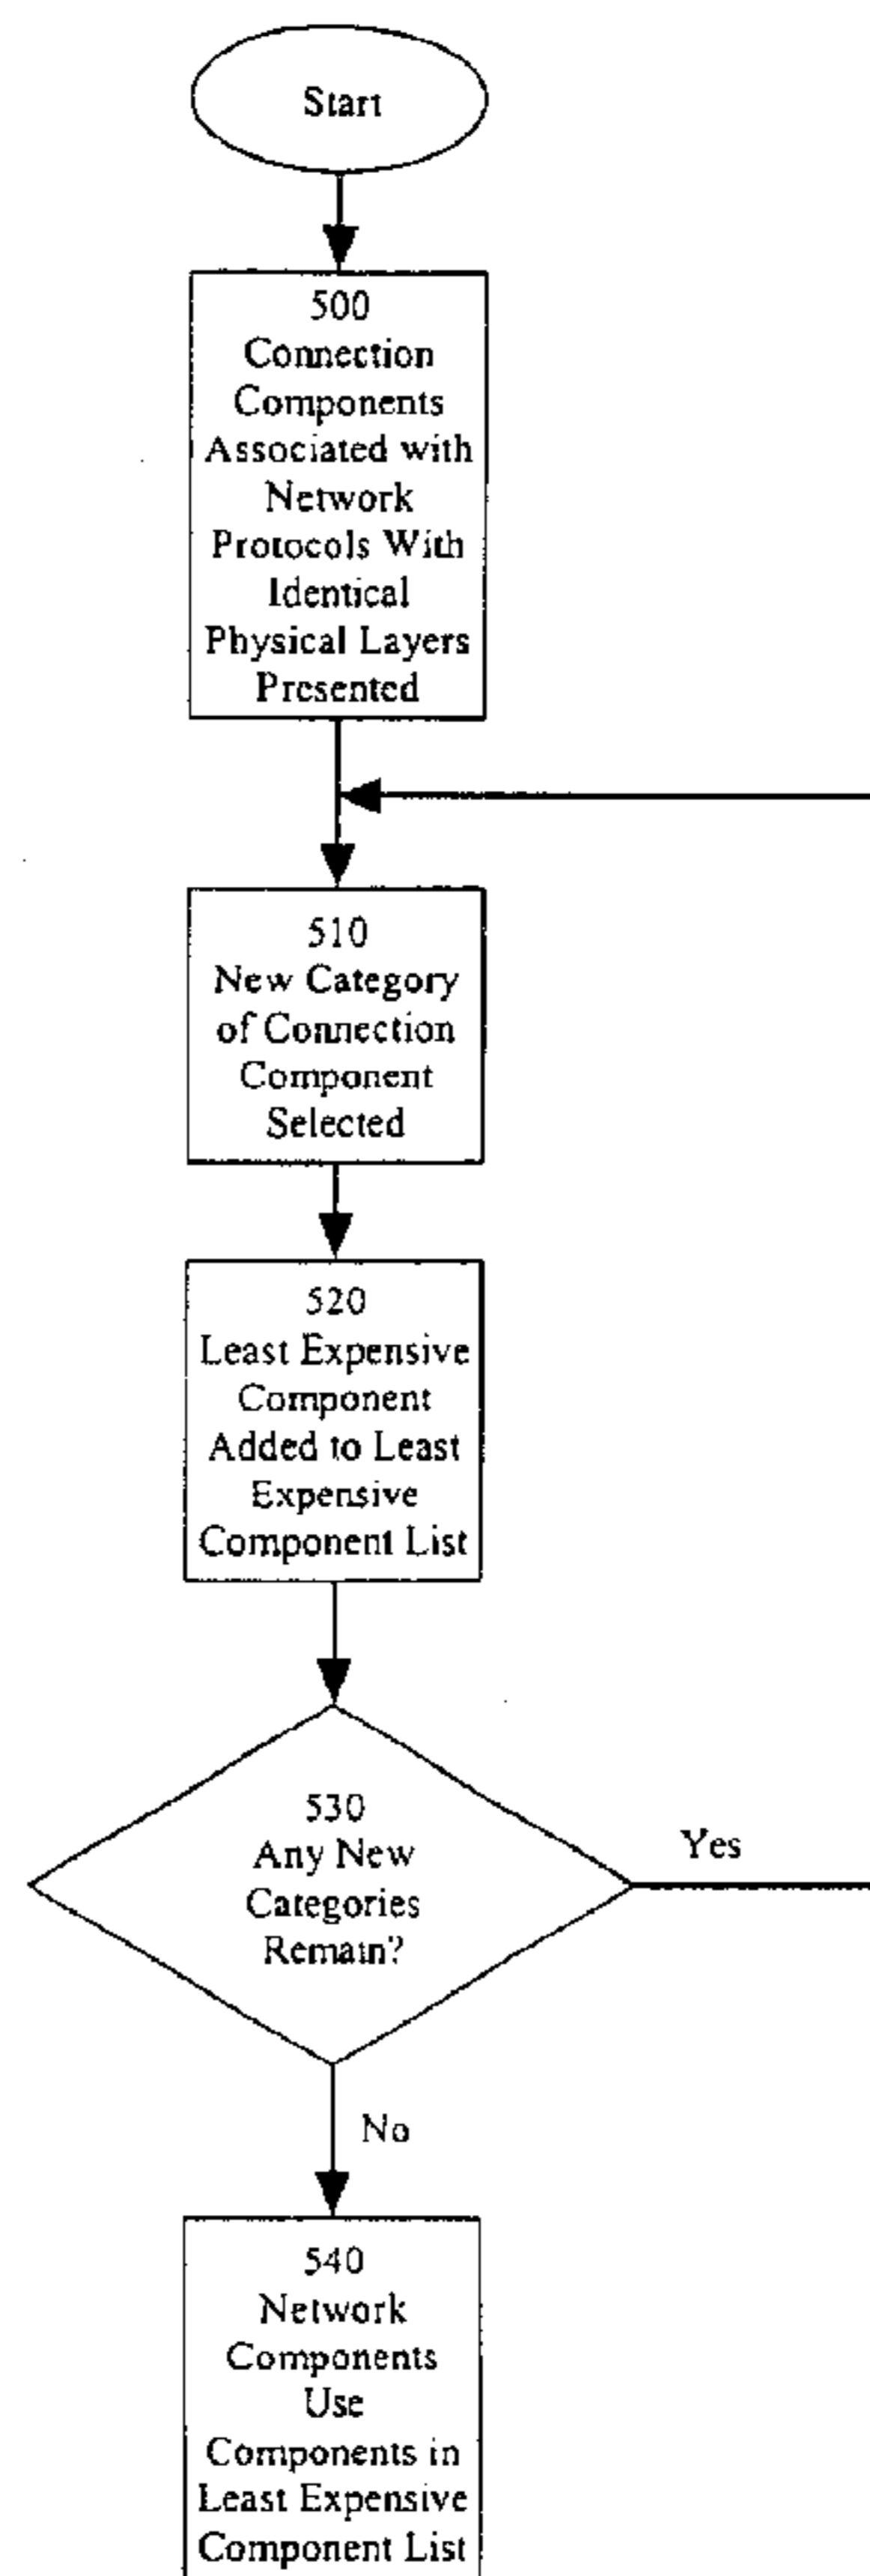 Start
500
Connection
Components
Associated with
Network
Protocols With
Identical
Physical Layers
Presented
510
New Category
of Connection
Component
Selected
520
Least Expensive
Component
Added to Least
Expensive
Component List
530
Any New
Categories
Remain?
Yes
No
540
Network
Components
Use
Components in
Least Expensive
Component List